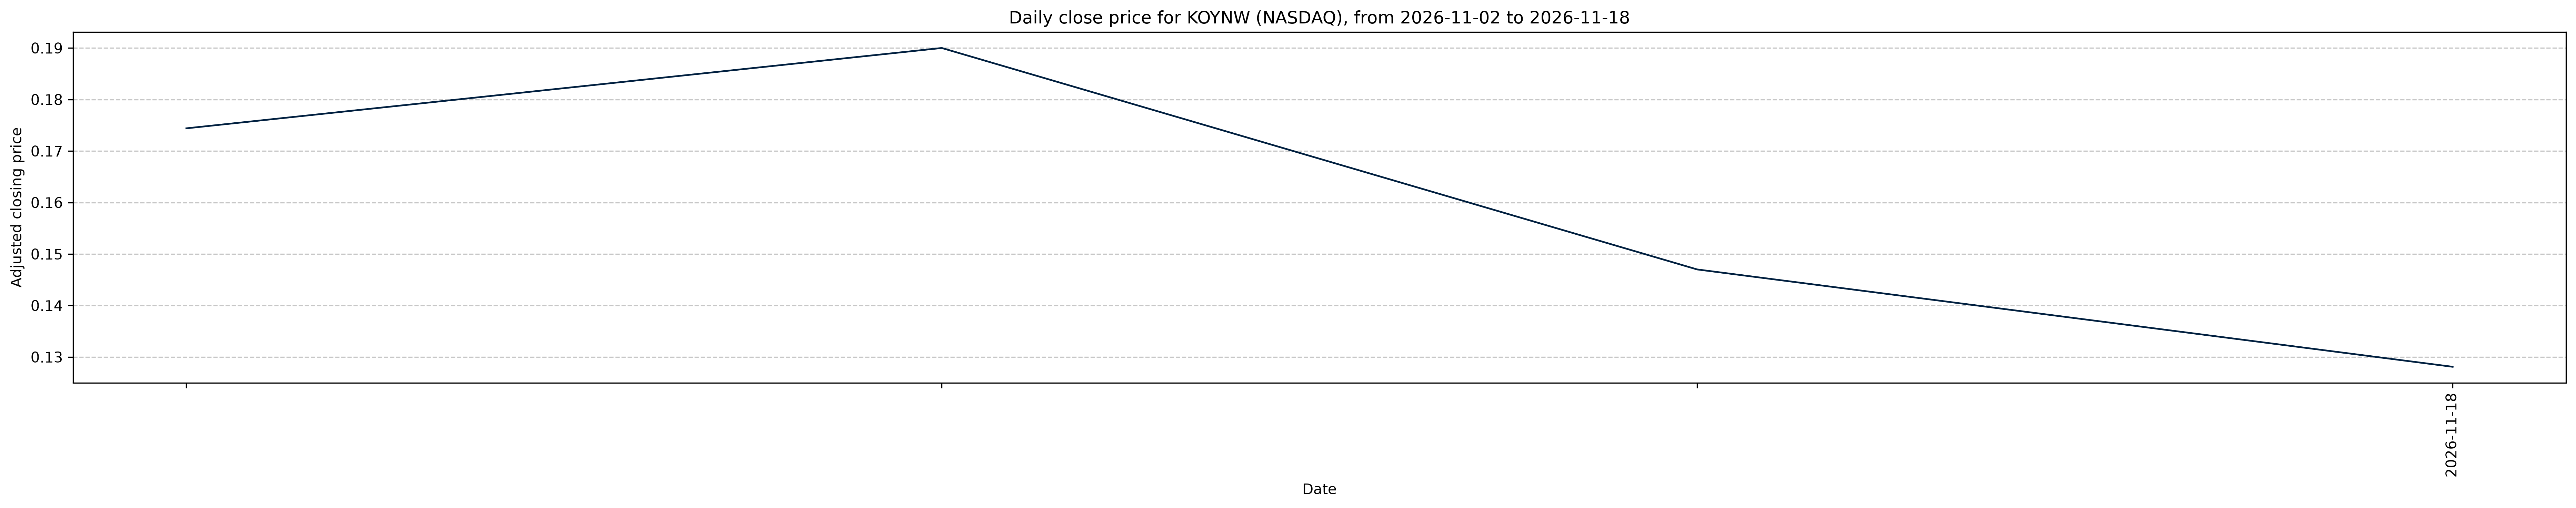 Daily close price for KOYNW (NASDAQ), from 2026-11-02 to 2026-11-18
Adjusted closing price
0.19
0.18
0.17
0.16
0.15
0.14
0.13
2026-11-18
Date